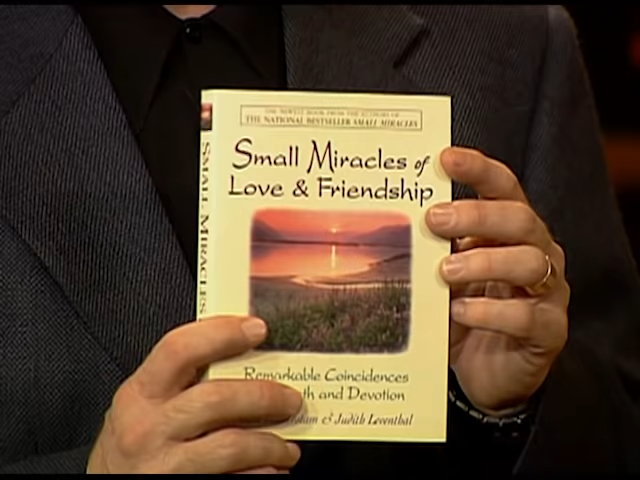 THE NEWEST BOOK FROM THE AUTHORS OF
THE NATIONAL BESTSELLER SMALL MIRACLES
Small Miracles of
Love & Friendship
Remarkable Coincidences
and Devotion
& Judith Leventhal
SMALL MIRACLES